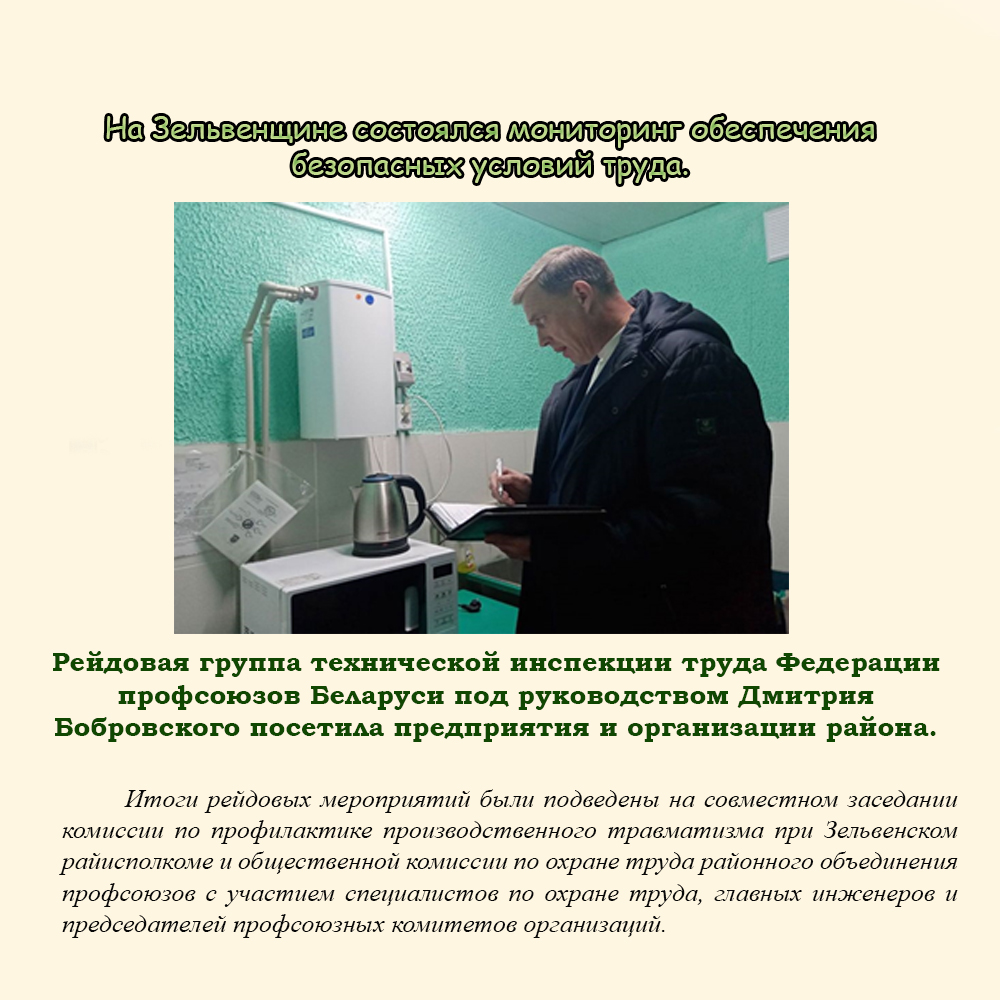 На Зельвенщине состоялся мониторинг обеспечения
безопасных условий труда.
Рейдовая группа технической инспекции труда Федерации
профсоюзов Беларуси под руководством Дмитрия
Бобровского посетила предприятия и организации района.
Итоги рейдовых мероприятий были подведены на совместном заседании
комиссии по профилактике производственного травматизма при Зельвенском
райисполкоме и общественной комиссии по охране труда районного объединения
профсоюзов с участием специалистов по охране труда, главных инженеров и
председателей профсоюзных комитетов организаций.